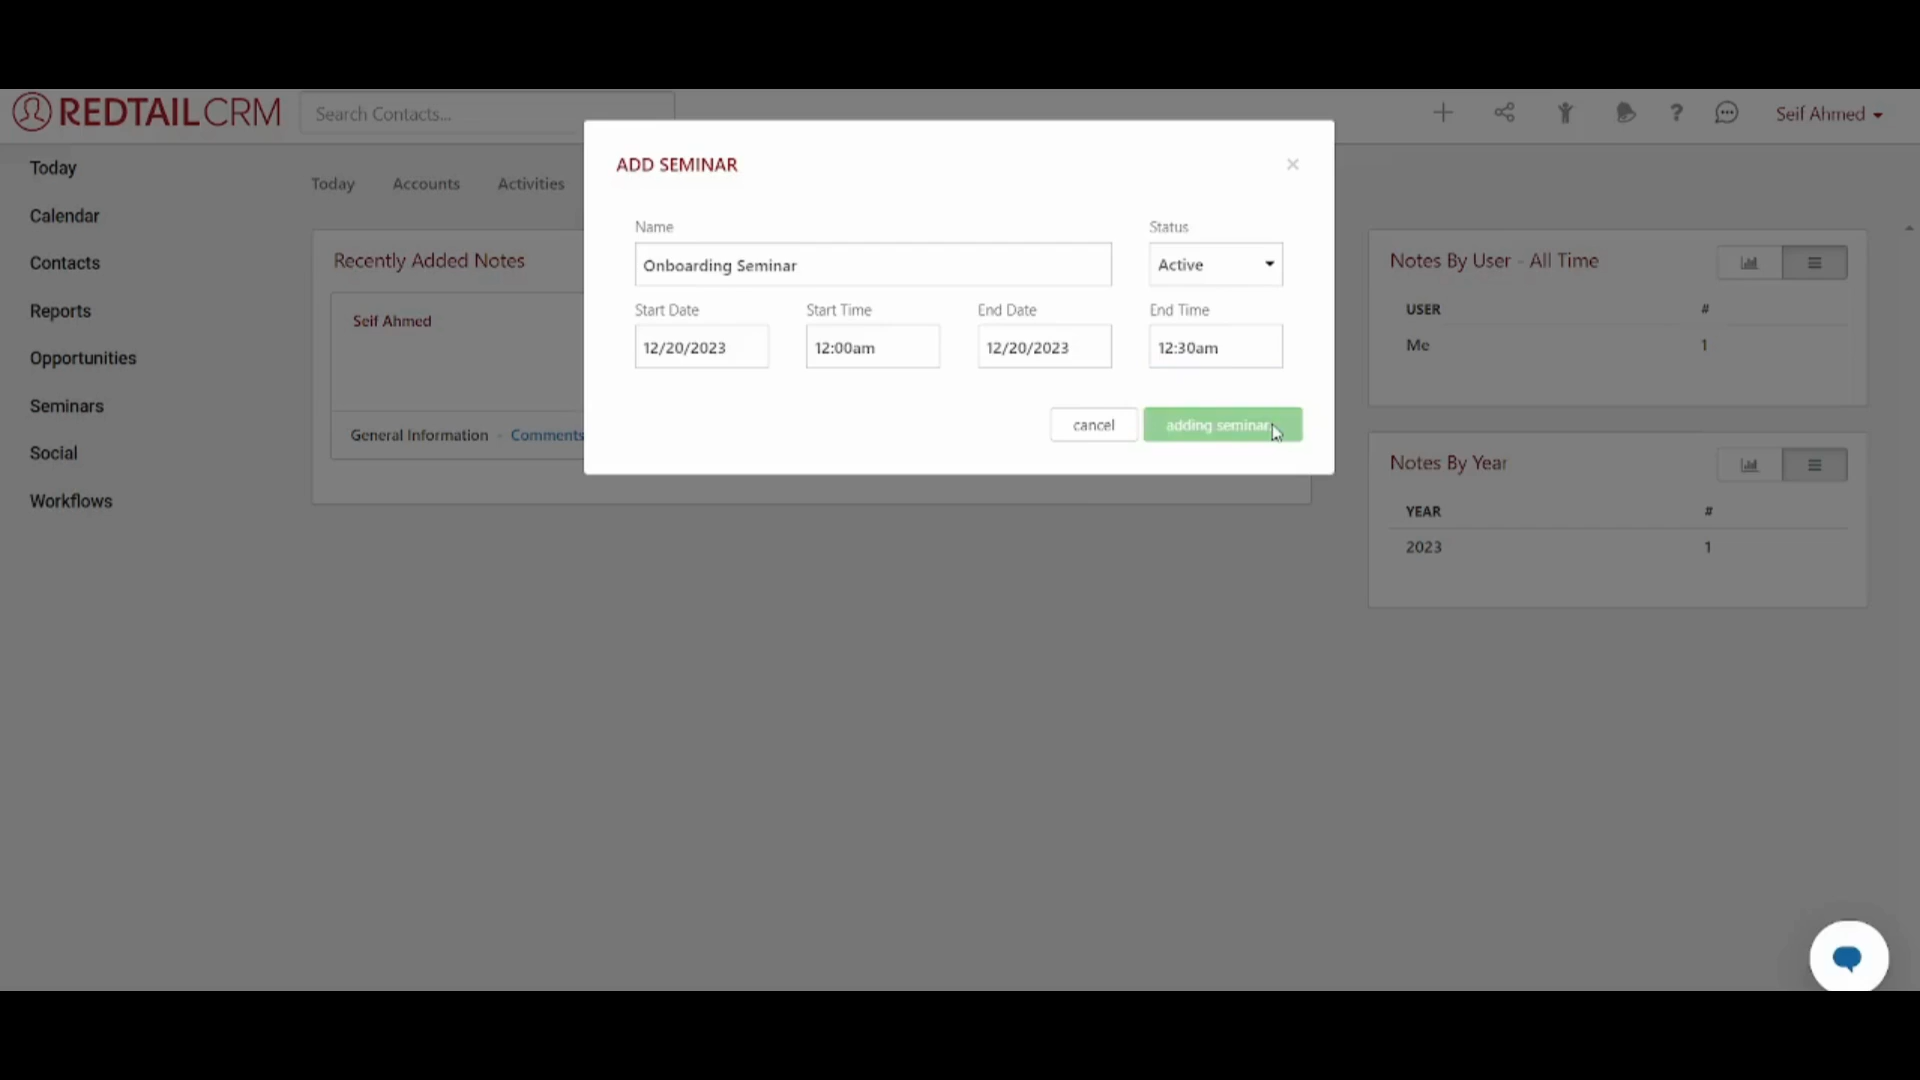 REDTAILCRM
Search Contacts...
?
Seif Ahmed
Today
Calendar
Contacts
Reports
Opportunities
Seminars
Social
Workflows
Today Accounts Activities
Recently Added Notes
Seif Ahmed
General Information - Comments
ADD SEMINAR
×
Name
Onboarding Seminar
Status
Active
Start Date
12/20/2023
Start Time
12:00am
End Date
12/20/2023
End Time
12:30am
cancel
adding seminar
Notes By User - All Time
USER #
Me 1
Notes By Year
YEAR #
2023 1